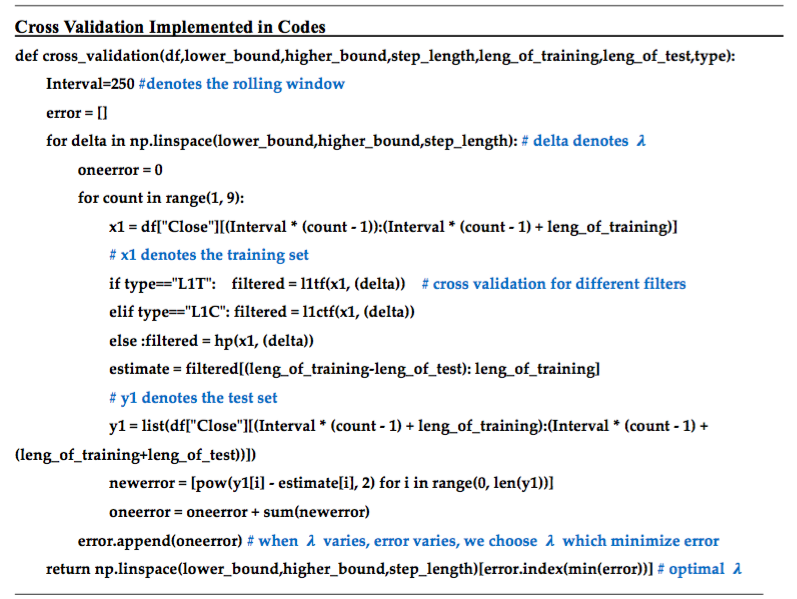 Cross Validation Implemented in Codes
def cross_validation(df,lower_bound,higher_bound,step_length,leng_of_training,leng_of_test,type):
Interval=250 #denotes the rolling window
error = []
for delta in np.linspace(lower_bound,higher_bound,step_length): # delta denotes λ
oneerror = 0
for count in range(1, 9):
x1 = df["Close"][(Interval * (count - 1)):(Interval * (count - 1) + leng_of_training)]
# x1 denotes the training set
if type=="L1T": filtered = l1tf(x1, (delta)) # cross validation for different filters
elif type=="L1C": filtered = l1ctf(x1, (delta))
else :filtered = hp(x1, (delta))
estimate = filtered[(leng_of_training-leng_of_test): leng_of_training]
# y1 denotes the test set
y1 = list(df["Close"][(Interval * (count - 1) + leng_of_training):(Interval * (count - 1) +
(leng_of_training+leng_of_test))])
newerror = [pow(y1[i] - estimate[i], 2) for i in range(0, len(y1))]
oneerror = oneerror + sum(newerror)
error.append(oneerror) # when λ varies, error varies, we choose λ which minimize error
return np.linspace(lower_bound,higher_bound,step_length)[error.index(min(error))] # optimal λ